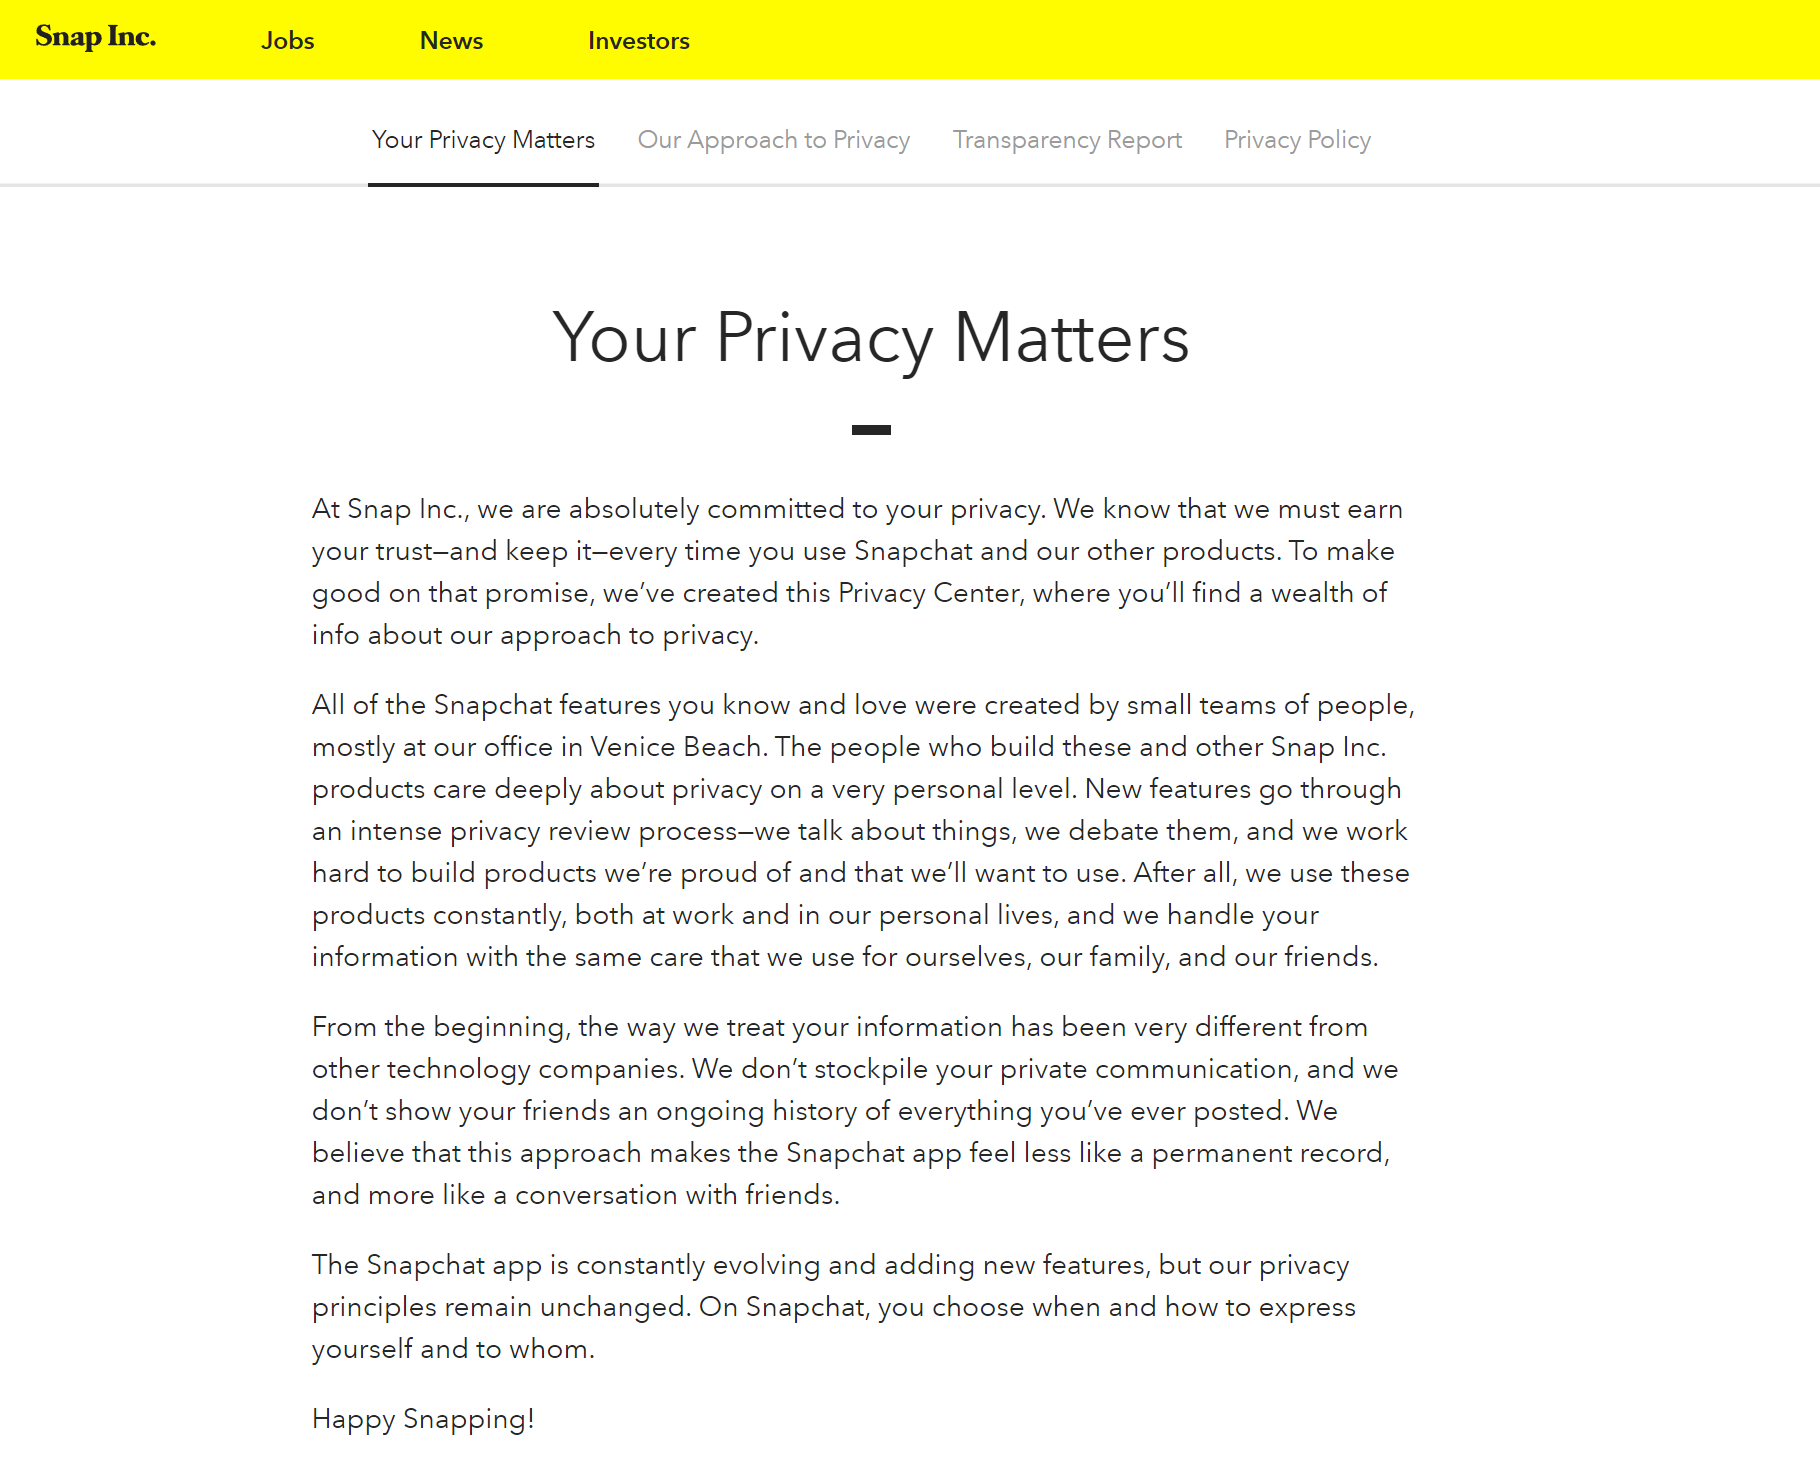 Snap Inc. Jobs News Investors
Your Privacy Matters Our Approach to Privacy Transparency Report Privacy Policy
Your Privacy Matters
At Snap Inc., we are absolutely committed to your privacy. We know that we must earn
your trust—and keep it—every time you use Snapchat and our other products. To make
good on that promise, we’ve created this Privacy Center, where you’ll find a wealth of
info about our approach to privacy.
All of the Snapchat features you know and love were created by small teams of people,
mostly at our office in Venice Beach. The people who build these and other Snap Inc.
products care deeply about privacy on a very personal level. New features go through
an intense privacy review process—we talk about things, we debate them, and we work
hard to build products we’re proud of and that we’ll want to use. After all, we use these
products constantly, both at work and in our personal lives, and we handle your
information with the same care that we use for ourselves, our family, and our friends.
From the beginning, the way we treat your information has been very different from
other technology companies. We don’t stockpile your private communication, and we
don’t show your friends an ongoing history of everything you’ve ever posted. We
believe that this approach makes the Snapchat app feel less like a permanent record,
and more like a conversation with friends.
The Snapchat app is constantly evolving and adding new features, but our privacy
principles remain unchanged. On Snapchat, you choose when and how to express
yourself and to whom.
Happy Snapping!